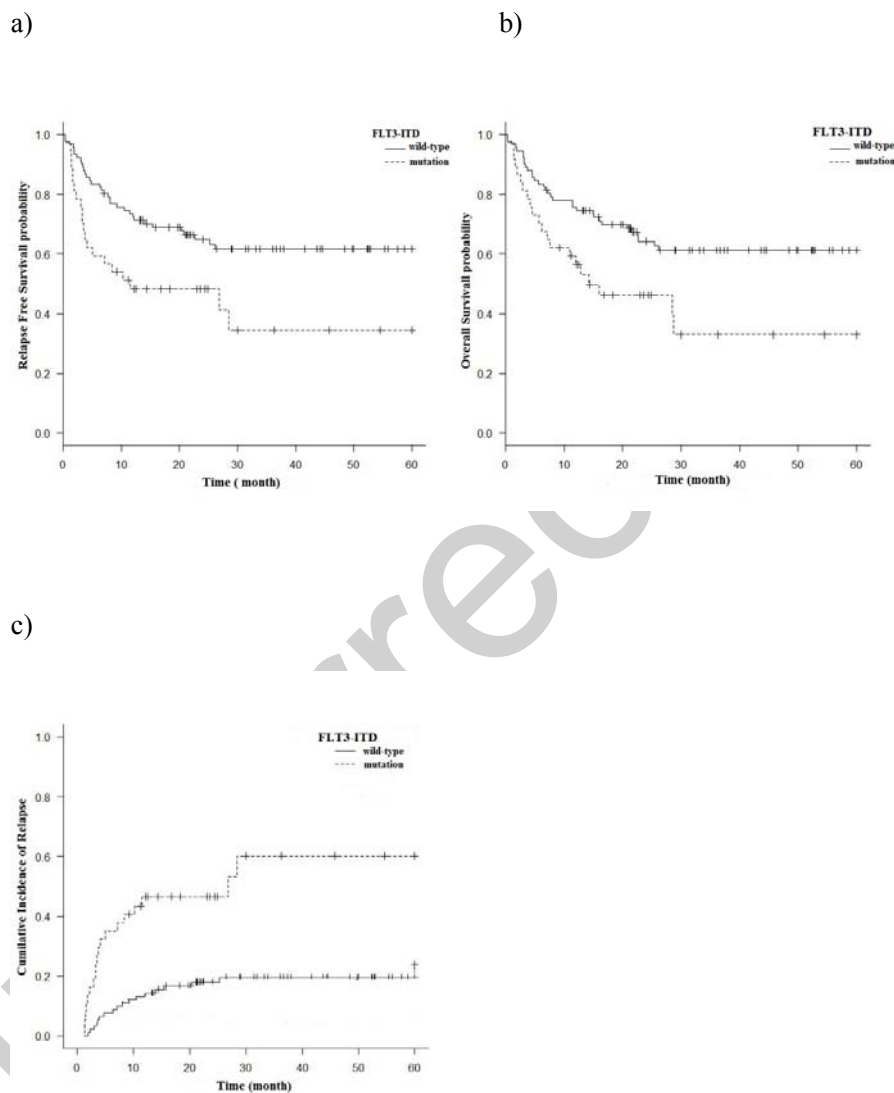 a)
b)
FLT3-ITD
wild-type
mutation
1.0
0.8
0.6
0.4
0.2
0.0
Relapse Free Survivall probability
0 10 20 30 40 50 60
Time ( month)
FLT3-ITD
wild-type
mutation
1.0
0.8
0.6
0.4
0.2
0.0
Overall Survivall probability
0 10 20 30 40 50 60
Time (month)
rrec
c)
FLT3-ITD
wild-type
mutation
1.0
0.8
0.6
0.4
0.2
0.0
Cumilative Incidence of Relapse
0 10 20 30 40 50 60
Time (month)